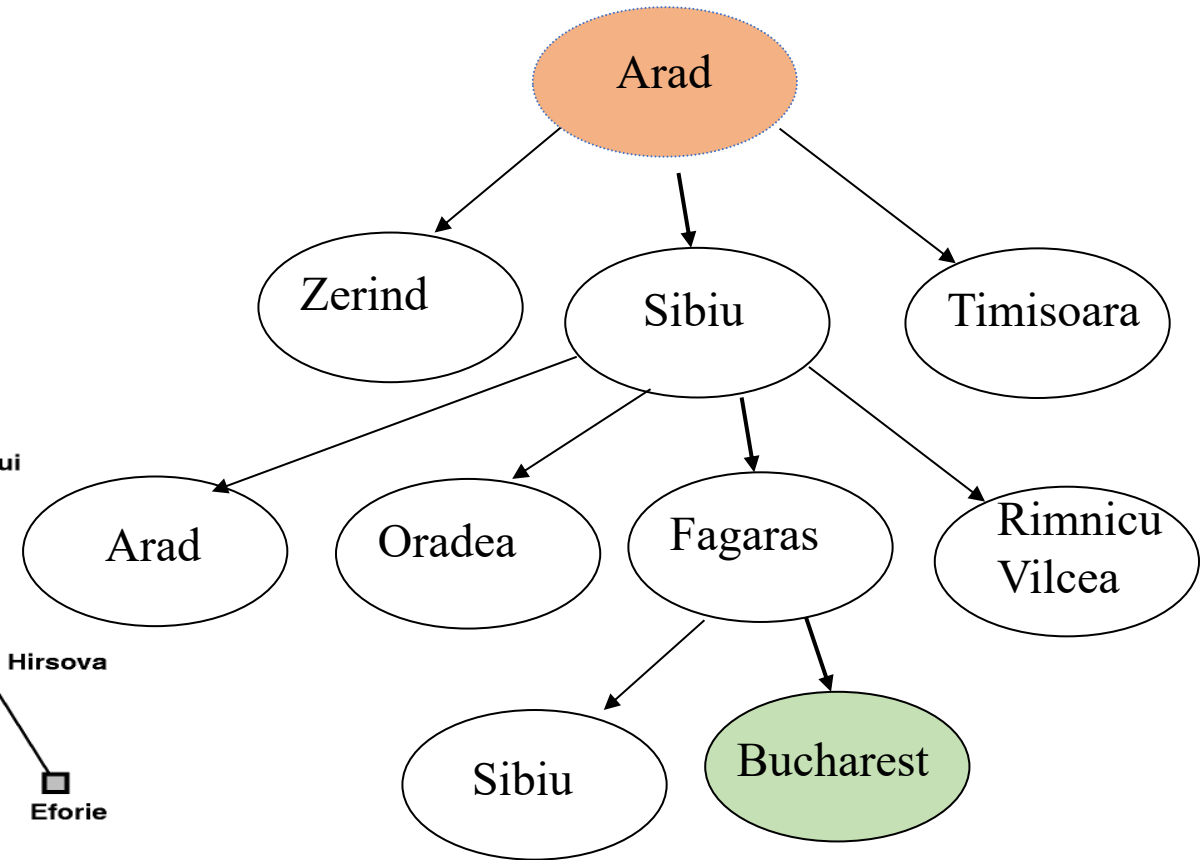 Arad
Zerind
Sibiu
Timisoara
ui
Arad
Oradea
Fagaras
Rimnicu
Vilcea
Hirsova
Sibiu
Bucharest
Eforie